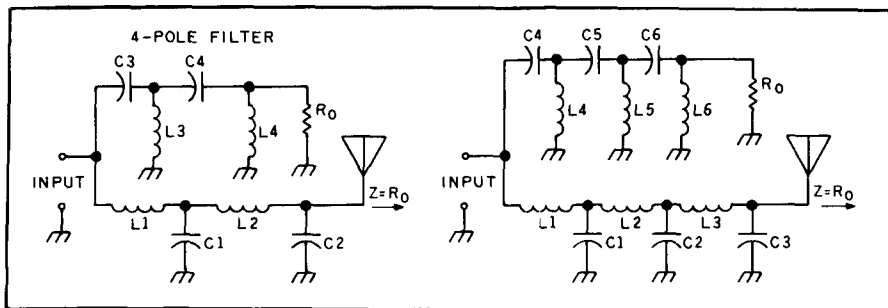 4-POLE FILTER
C3 C4
L3 L4 R₀
INPUT
Z=R₀
L1 L2
C1 C2
C4 C5 C6
L4 L5 L6 R₀
INPUT
Z=R₀
L1 L2 L3
C1 C2 C3